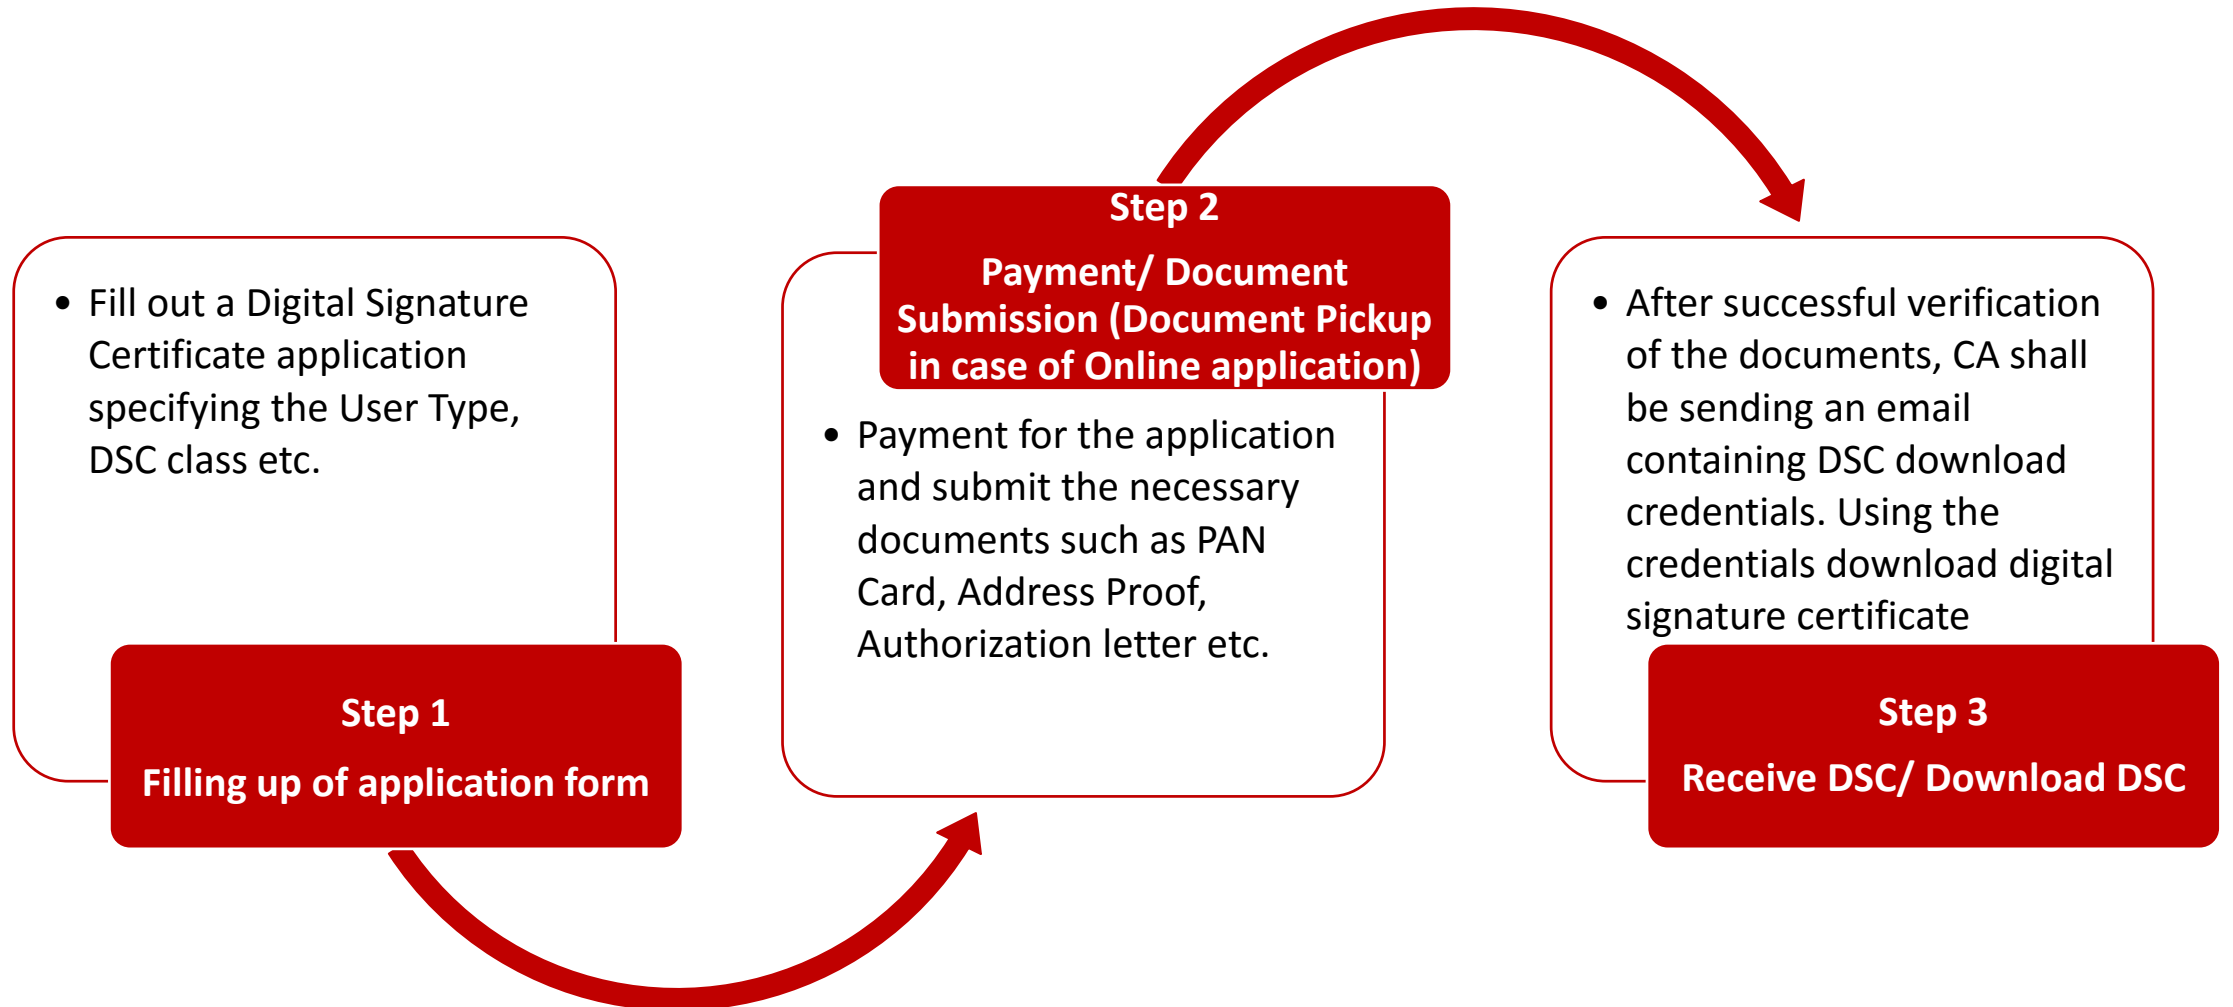 • Fill out a Digital Signature
Certificate application
specifying the User Type,
DSC class etc.
Step 1
Filling up of application form
Step 2
Payment/ Document
Submission (Document Pickup
in case of Online application)
• Payment for the application
and submit the necessary
documents such as PAN
Card, Address Proof,
Authorization letter etc.
• After successful verification
of the documents, CA shall
be sending an email
containing DSC download
credentials. Using the
credentials download digital
signature certificate
Step 3
Receive DSC/ Download DSC